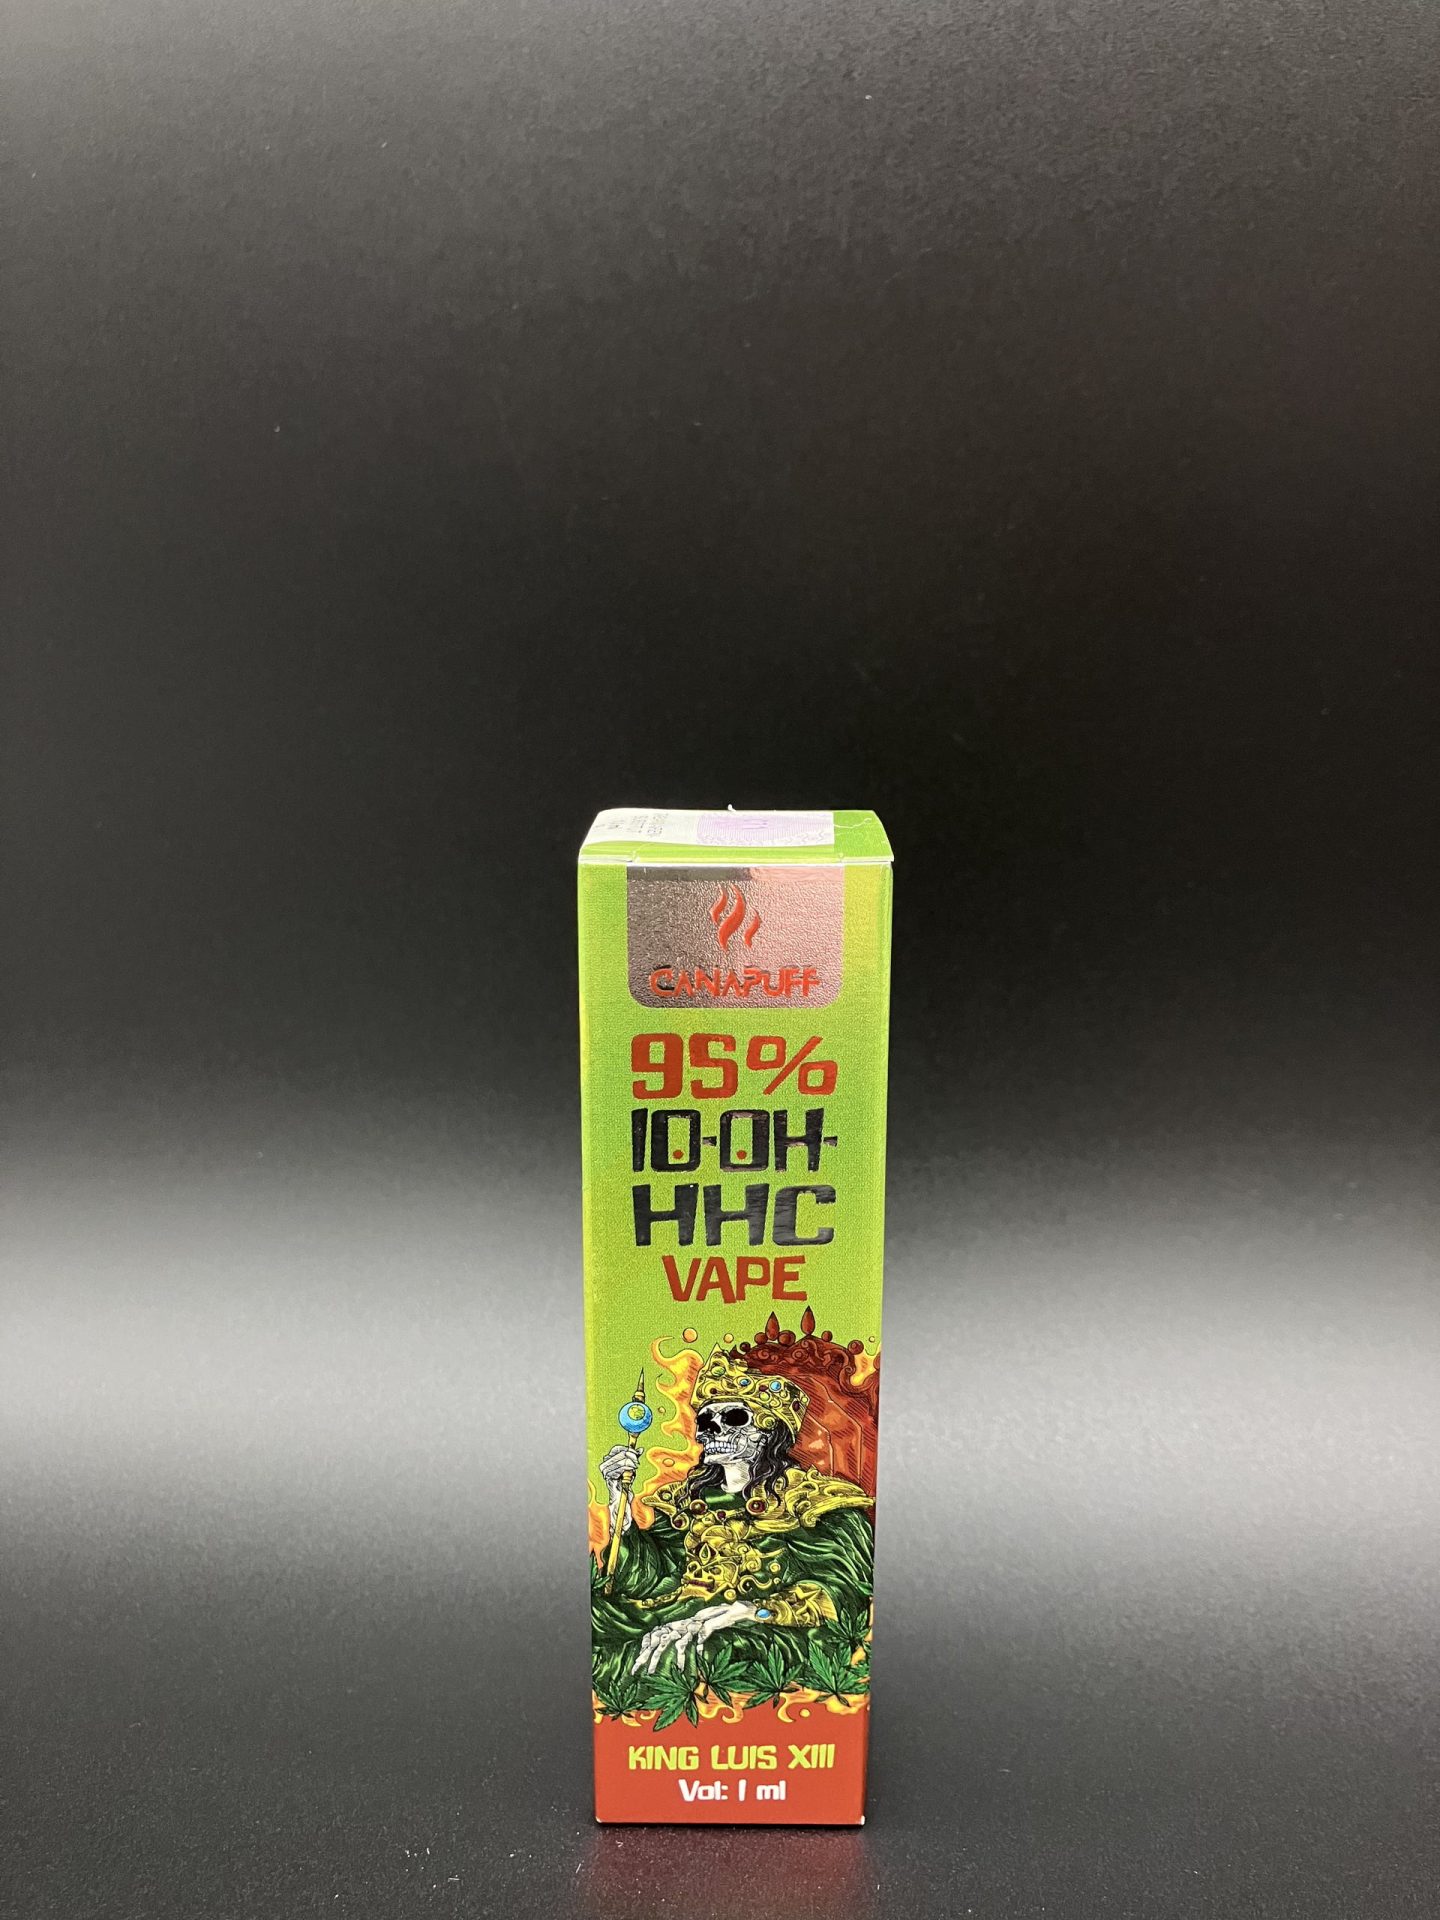 CANAPUFF
95%
10-OH-
HHC
VAPE
KING LUIS XIII
Vol: 1 ml